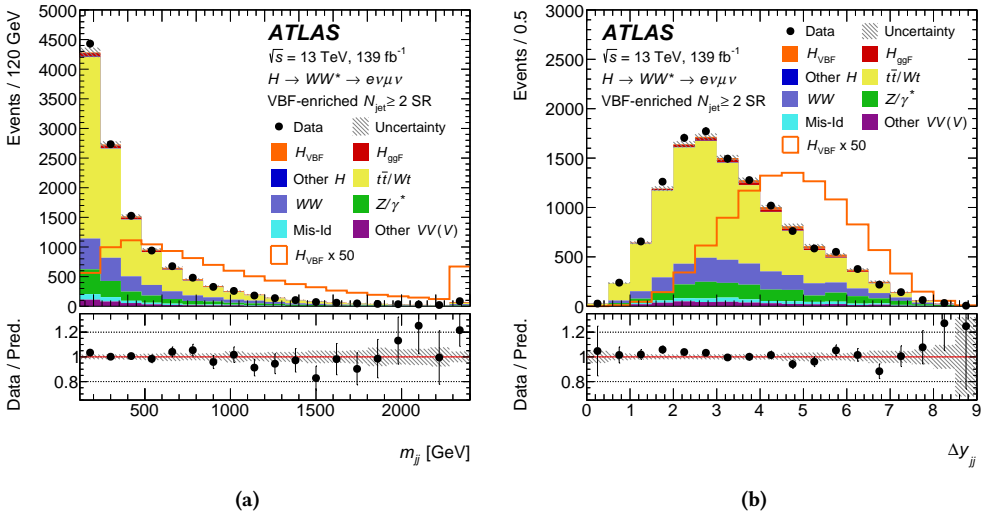 (a)
Events / 120 GeV
5000
4500
4000
3500
3000
2500
2000
1500
1000
500
0
ATLAS
√s = 13 TeV, 139 fb⁻¹
H → WW* → eνμν
VBF-enriched N_jet ≥ 2 SR
Data Uncertainty
H_VBF H_ggF
Other H tt̄/Wt
WW Z/γ*
Mis-Id Other VV(V)
H_VBF x 50
Data / Pred.
1.2
1
0.8
500 1000 1500 2000
m_jj [GeV]
(a)
(b)
Events / 0.5
3000
2500
2000
1500
1000
500
0
ATLAS
√s = 13 TeV, 139 fb⁻¹
H → WW* → eνμν
VBF-enriched N_jet ≥ 2 SR
Data Uncertainty
H_VBF H_ggF
Other H tt̄/Wt
WW Z/γ*
Mis-Id Other VV(V)
H_VBF x 50
Data / Pred.
1.2
1
0.8
0 1 2 3 4 5 6 7 8 9
Δy_jj
(b)